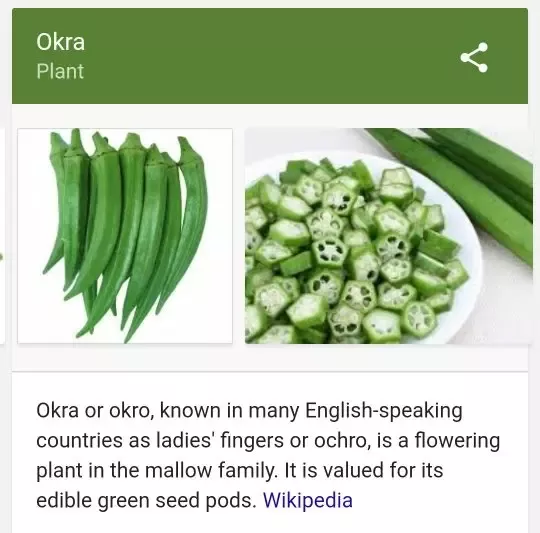 Okra
Plant
Okra or okro, known in many English-speaking
countries as ladies' fingers or ochro, is a flowering
plant in the mallow family. It is valued for its
edible green seed pods. Wikipedia